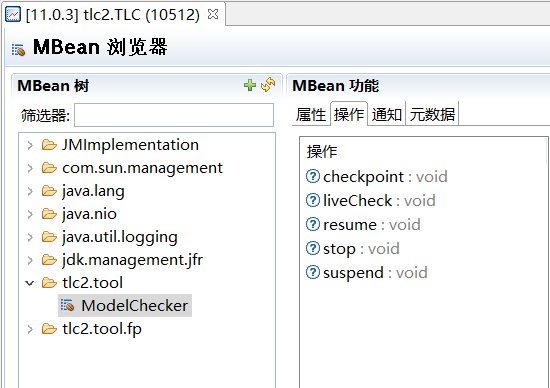 [11.0.3] tlc2.TLC (10512)
MBean 浏览器
MBean 树
筛选器:
JMImplementation
com.sun.management
java.lang
java.nio
java.util.logging
jdk.management.jfr
tlc2.tool
ModelChecker
tlc2.tool.fp
MBean 功能
属性 操作 通知 元数据
操作
checkpoint : void
liveCheck : void
resume : void
stop : void
suspend : void